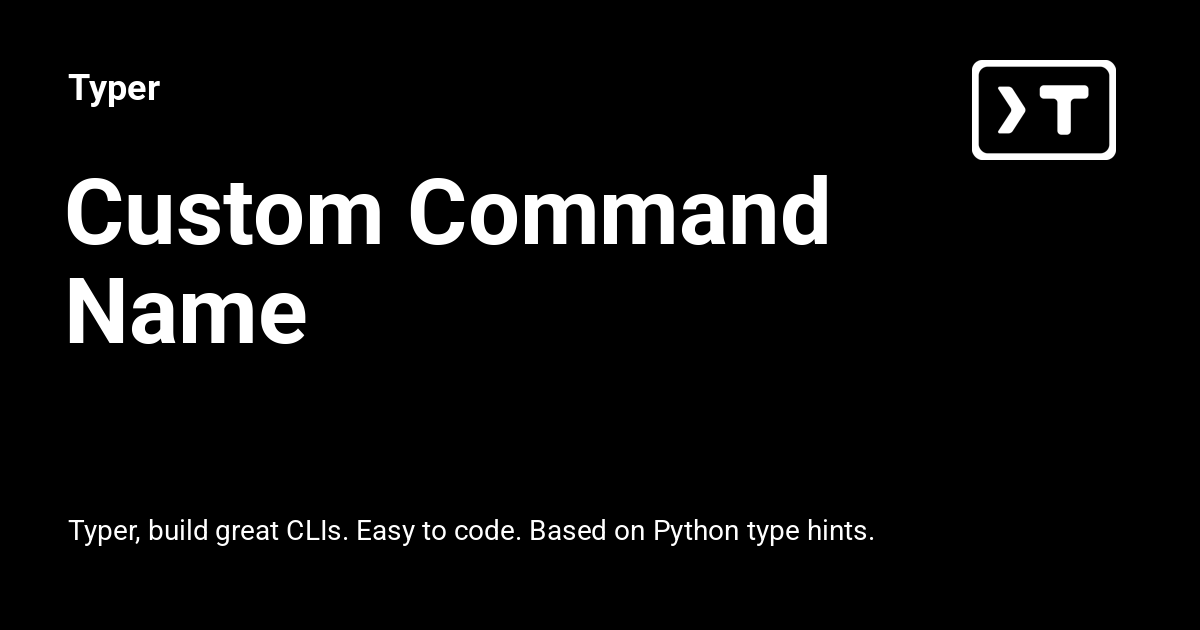 Typer
❯T
Custom Command
Name
Typer, build great CLIs. Easy to code. Based on Python type hints.